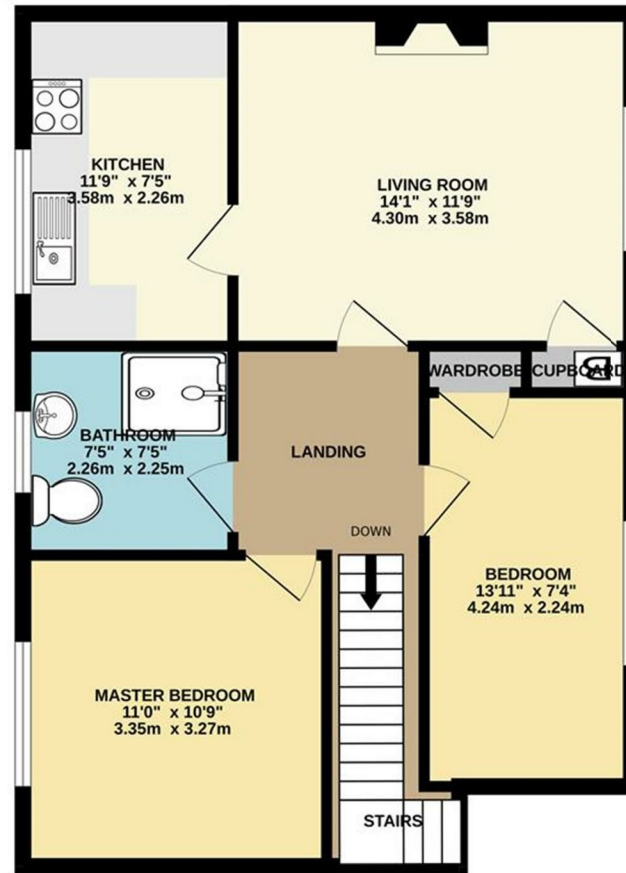 KITCHEN
11'9" x 7'5"
3.58m x 2.26m
LIVING ROOM
14'1" x 11'9"
4.30m x 3.58m
WARDROBE
CUPBOARD
BATHROOM
7'5" x 7'5"
2.26m x 2.25m
LANDING
DOWN
BEDROOM
13'11" x 7'4"
4.24m x 2.24m
MASTER BEDROOM
11'0" x 10'9"
3.35m x 3.27m
STAIRS